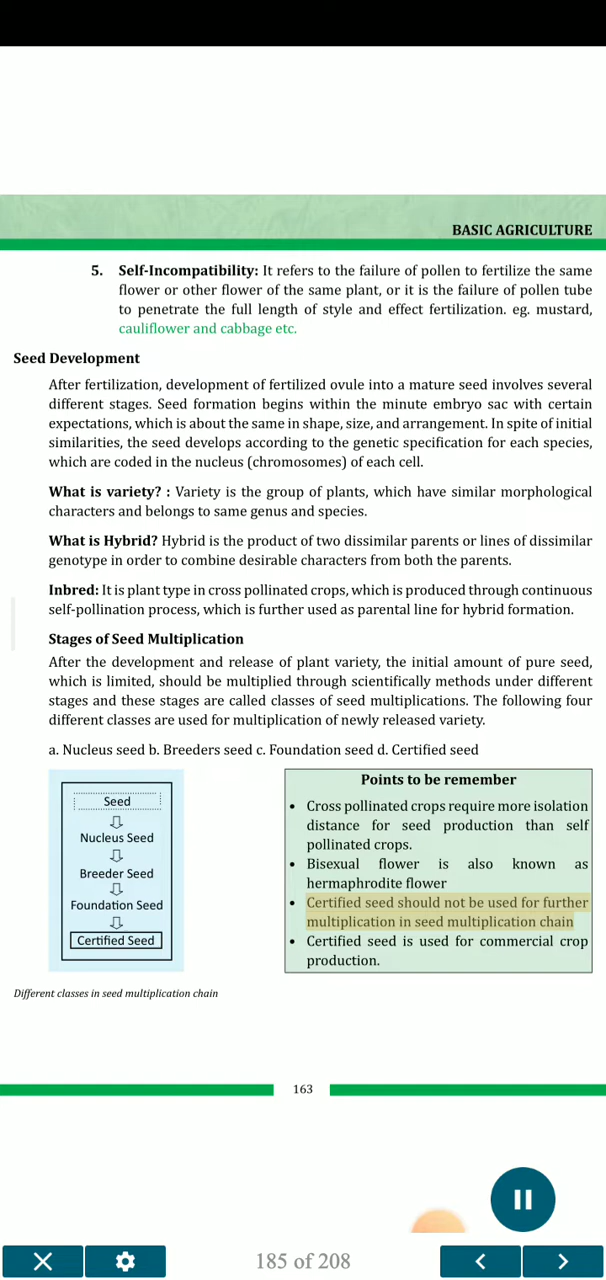 BASIC AGRICULTURE
5. Self-Incompatibility: It refers to the failure of pollen to fertilize the same
flower or other flower of the same plant, or it is the failure of pollen tube
to penetrate the full length of style and effect fertilization. eg. mustard,
cauliflower and cabbage etc.
Seed Development
After fertilization, development of fertilized ovule into a mature seed involves several
different stages. Seed formation begins within the minute embryo sac with certain
expectations, which is about the same in shape, size, and arrangement. In spite of initial
similarities, the seed develops according to the genetic specification for each species,
which are coded in the nucleus (chromosomes) of each cell.
What is variety? : Variety is the group of plants, which have similar morphological
characters and belongs to same genus and species.
What is Hybrid? Hybrid is the product of two dissimilar parents or lines of dissimilar
genotype in order to combine desirable characters from both the parents.
Inbred: It is plant type in cross pollinated crops, which is produced through continuous
self-pollination process, which is further used as parental line for hybrid formation.
Stages of Seed Multiplication
After the development and release of plant variety, the initial amount of pure seed,
which is limited, should be multiplied through scientifically methods under different
stages and these stages are called classes of seed multiplications. The following four
different classes are used for multiplication of newly released variety.
a. Nucleus seed b. Breeders seed c. Foundation seed d. Certified seed
Seed
Nucleus Seed
Breeder Seed
Foundation Seed
Certified Seed
Different classes in seed multiplication chain
Points to be remember
• Cross pollinated crops require more isolation
distance for seed production than self
pollinated crops.
• Bisexual flower is also known as
hermaphrodite flower
• Certified seed should not be used for further
multiplication in seed multiplication chain
• Certified seed is used for commercial crop
production.
163
185 of 208